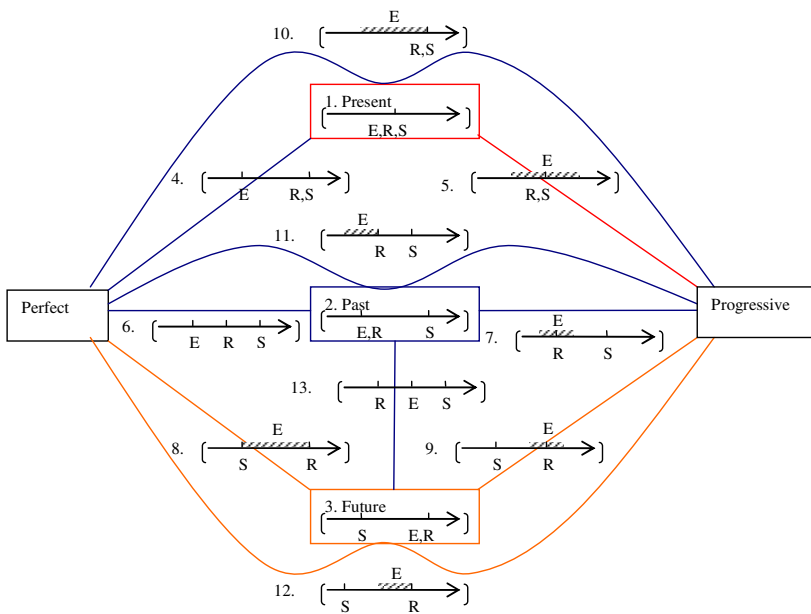 E
10.
R,S
1. Present
E,R,S
4.
E
R,S
5.
E
R,S
11.
E
R
S
Perfect
2. Past
E,R
S
Progressive
6.
E
R
S
7.
E
R
S
13.
R
E
S
8.
E
S
R
9.
E
S
R
3. Future
S
E,R
12.
E
S
R